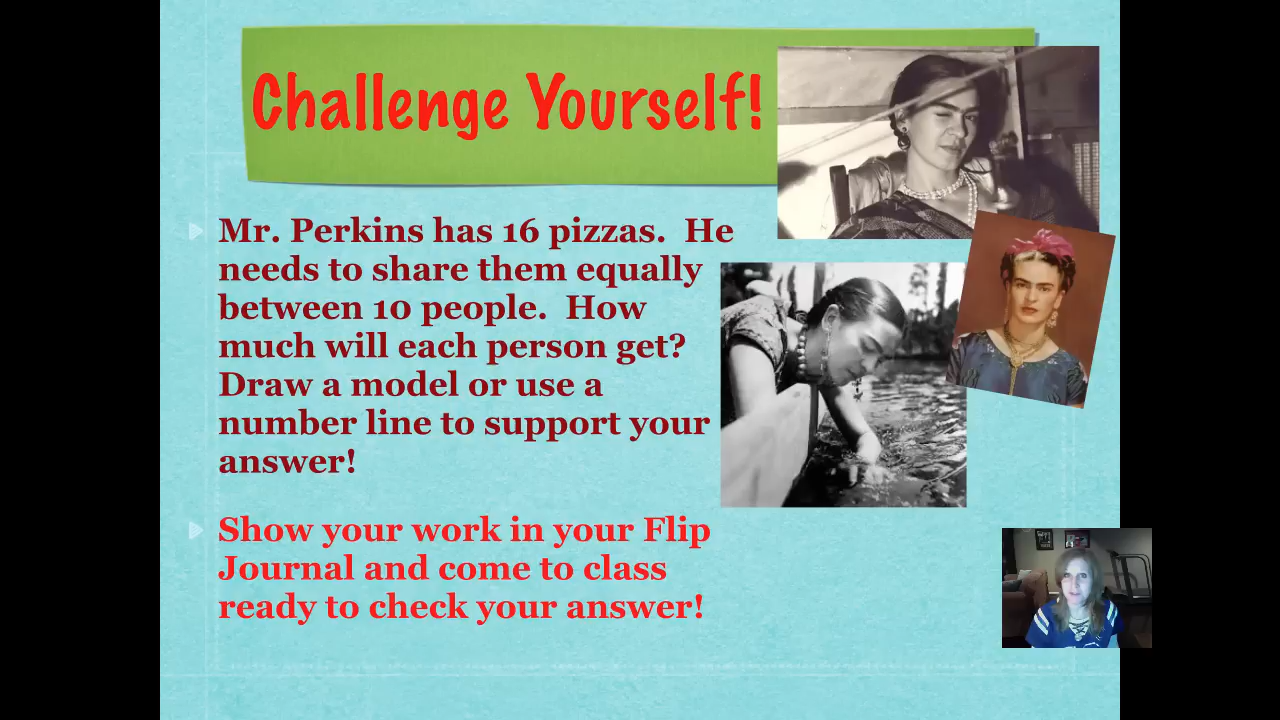 Challenge Yourself!
Mr. Perkins has 16 pizzas.  He
needs to share them equally
between 10 people.  How
much will each person get?
Draw a model or use a
number line to support your
answer!
Show your work in your Flip
Journal and come to class
ready to check your answer!